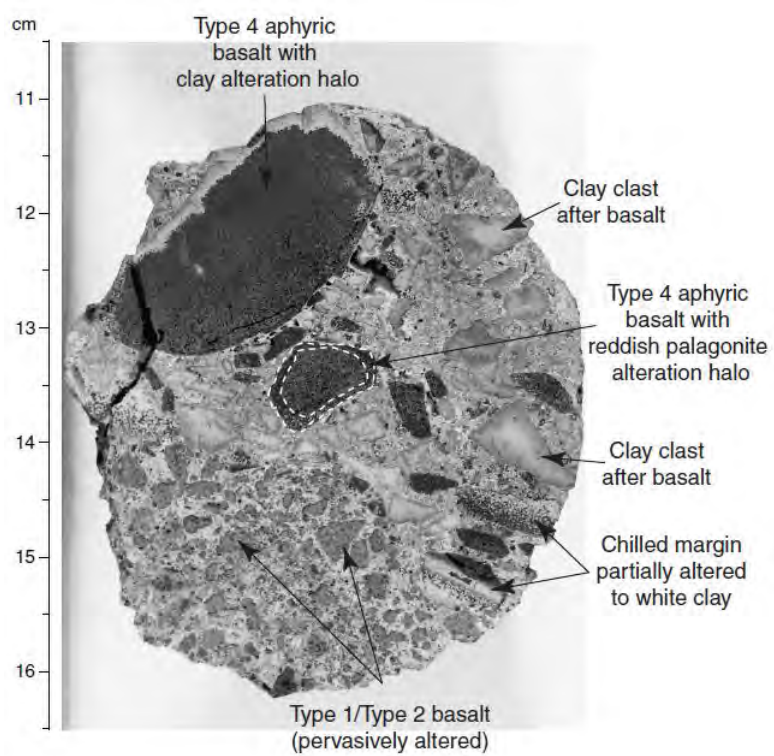 cm
Type 4 aphyric
basalt with
clay alteration halo
11
12
13
14
15
16
Clay clast
after basalt
Type 4 aphyric
basalt with
reddish palagonite
alteration halo
Clay clast
after basalt
Chilled margin
partially altered
to white clay
Type 1/Type 2 basalt
(pervasively altered)